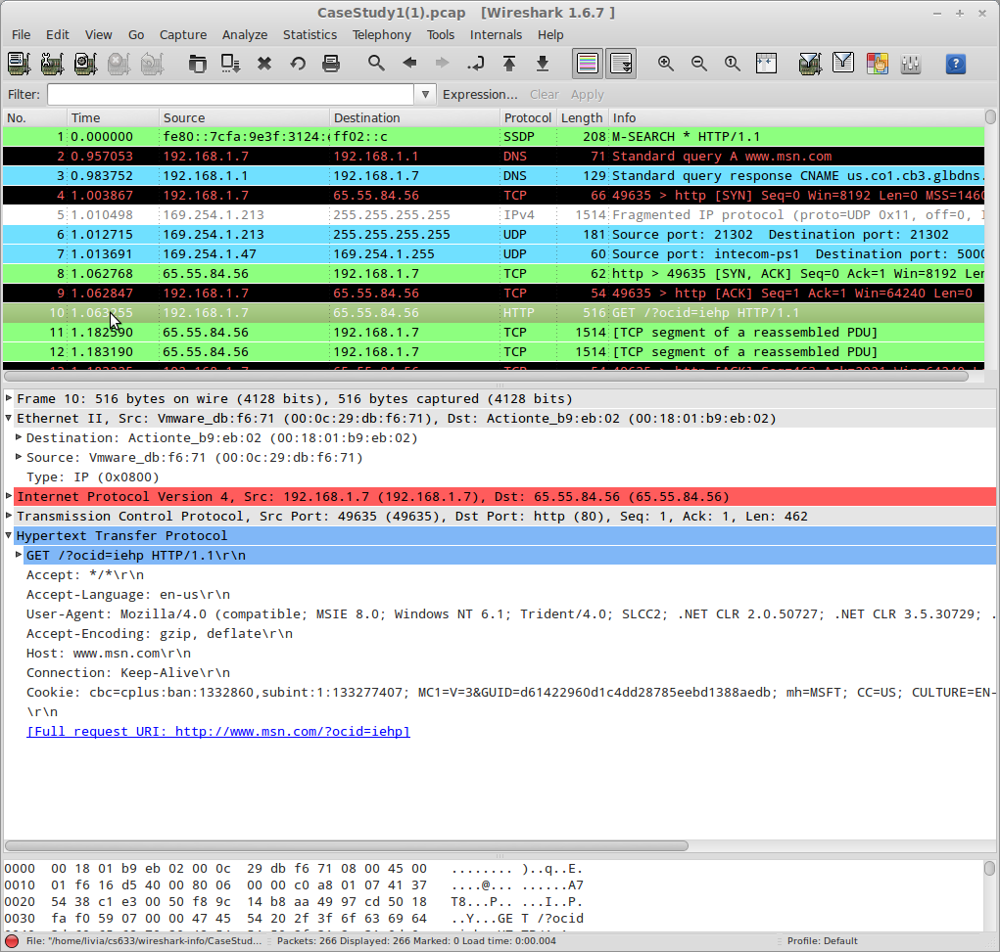 CaseStudy1(1).pcap [Wireshark 1.6.7 ]
File Edit View Go Capture Analyze Statistics Telephony Tools Internals Help
Filter: Expression... Clear Apply
No. Time Source Destination Protocol Length Info
1 0.000000 fe80::7cfa:9e3f:3124: ff02::c SSDP 208 M-SEARCH * HTTP/1.1
2 0.957053 192.168.1.7 192.168.1.1 DNS 71 Standard query A www.msn.com
3 0.983752 192.168.1.1 192.168.1.7 DNS 129 Standard query response CNAME us.co1.cb3.glbdns.
4 1.003867 192.168.1.7 65.55.84.56 TCP 66 49635 > http [SYN] Seq=0 Win=8192 Len=0 MSS=1460
5 1.010498 169.254.1.213 255.255.255.255 IPv4 1514 Fragmented IP protocol (proto=UDP 0x11, off=0,
6 1.012715 169.254.1.213 255.255.255.255 UDP 181 Source port: 21302 Destination port: 21302
7 1.013691 169.254.1.47 169.254.1.255 UDP 60 Source port: intecom-ps1 Destination port: 5000
8 1.062768 65.55.84.56 192.168.1.7 TCP 62 http > 49635 [SYN, ACK] Seq=0 Ack=1 Win=8192 Len
9 1.062847 192.168.1.7 65.55.84.56 TCP 54 49635 > http [ACK] Seq=1 Ack=1 Win=64240 Len=0
10 1.063255 192.168.1.7 65.55.84.56 HTTP 516 GET /?ocid=iehp HTTP/1.1
11 1.182590 65.55.84.56 192.168.1.7 TCP 1514 [TCP segment of a reassembled PDU]
12 1.183190 65.55.84.56 192.168.1.7 TCP 1514 [TCP segment of a reassembled PDU]
Frame 10: 516 bytes on wire (4128 bits), 516 bytes captured (4128 bits)
Ethernet II, Src: Vmware_db:f6:71 (00:0c:29:db:f6:71), Dst: Actionte_b9:eb:02 (00:18:01:b9:eb:02)
Destination: Actionte_b9:eb:02 (00:18:01:b9:eb:02)
Source: Vmware_db:f6:71 (00:0c:29:db:f6:71)
Type: IP (0x0800)
Internet Protocol Version 4, Src: 192.168.1.7 (192.168.1.7), Dst: 65.55.84.56 (65.55.84.56)
Transmission Control Protocol, Src Port: 49635 (49635), Dst Port: http (80), Seq: 1, Ack: 1, Len: 462
Hypertext Transfer Protocol
GET /?ocid=iehp HTTP/1.1\r\n
Accept: */*\r\n
Accept-Language: en-us\r\n
User-Agent: Mozilla/4.0 (compatible; MSIE 8.0; Windows NT 6.1; Trident/4.0; SLCC2; .NET CLR 2.0.50727; .NET CLR 3.5.30729; .
Accept-Encoding: gzip, deflate\r\n
Host: www.msn.com\r\n
Connection: Keep-Alive\r\n
Cookie: cbc=cplus:ban:1332860,subint:1:133277407; MC1=V=3&GUID=d61422960d1c4dd28785eebd1388aedb; mh=MSFT; CC=US; CULTURE=EN-
\r\n
[Full request URI: http://www.msn.com/?ocid=iehp]
0000 00 18 01 b9 eb 02 00 0c 29 db f6 71 08 00 45 00 ........ )..q..E.
0010 01 f6 16 d5 40 00 80 06 00 00 c0 a8 01 07 41 37 ....@... ......A7
0020 54 38 c1 e3 00 50 f8 9c 14 b8 aa 49 97 cd 50 18 T8...P.. ...I..P.
0030 fa f0 59 07 00 00 47 45 54 20 2f 3f 6f 63 69 64 ..Y...GE T /?ocid
File: "/home/livia/cs633/wireshark-info/CaseStud... Packets: 266 Displayed: 266 Marked: 0 Load time: 0:00.004 Profile: Default